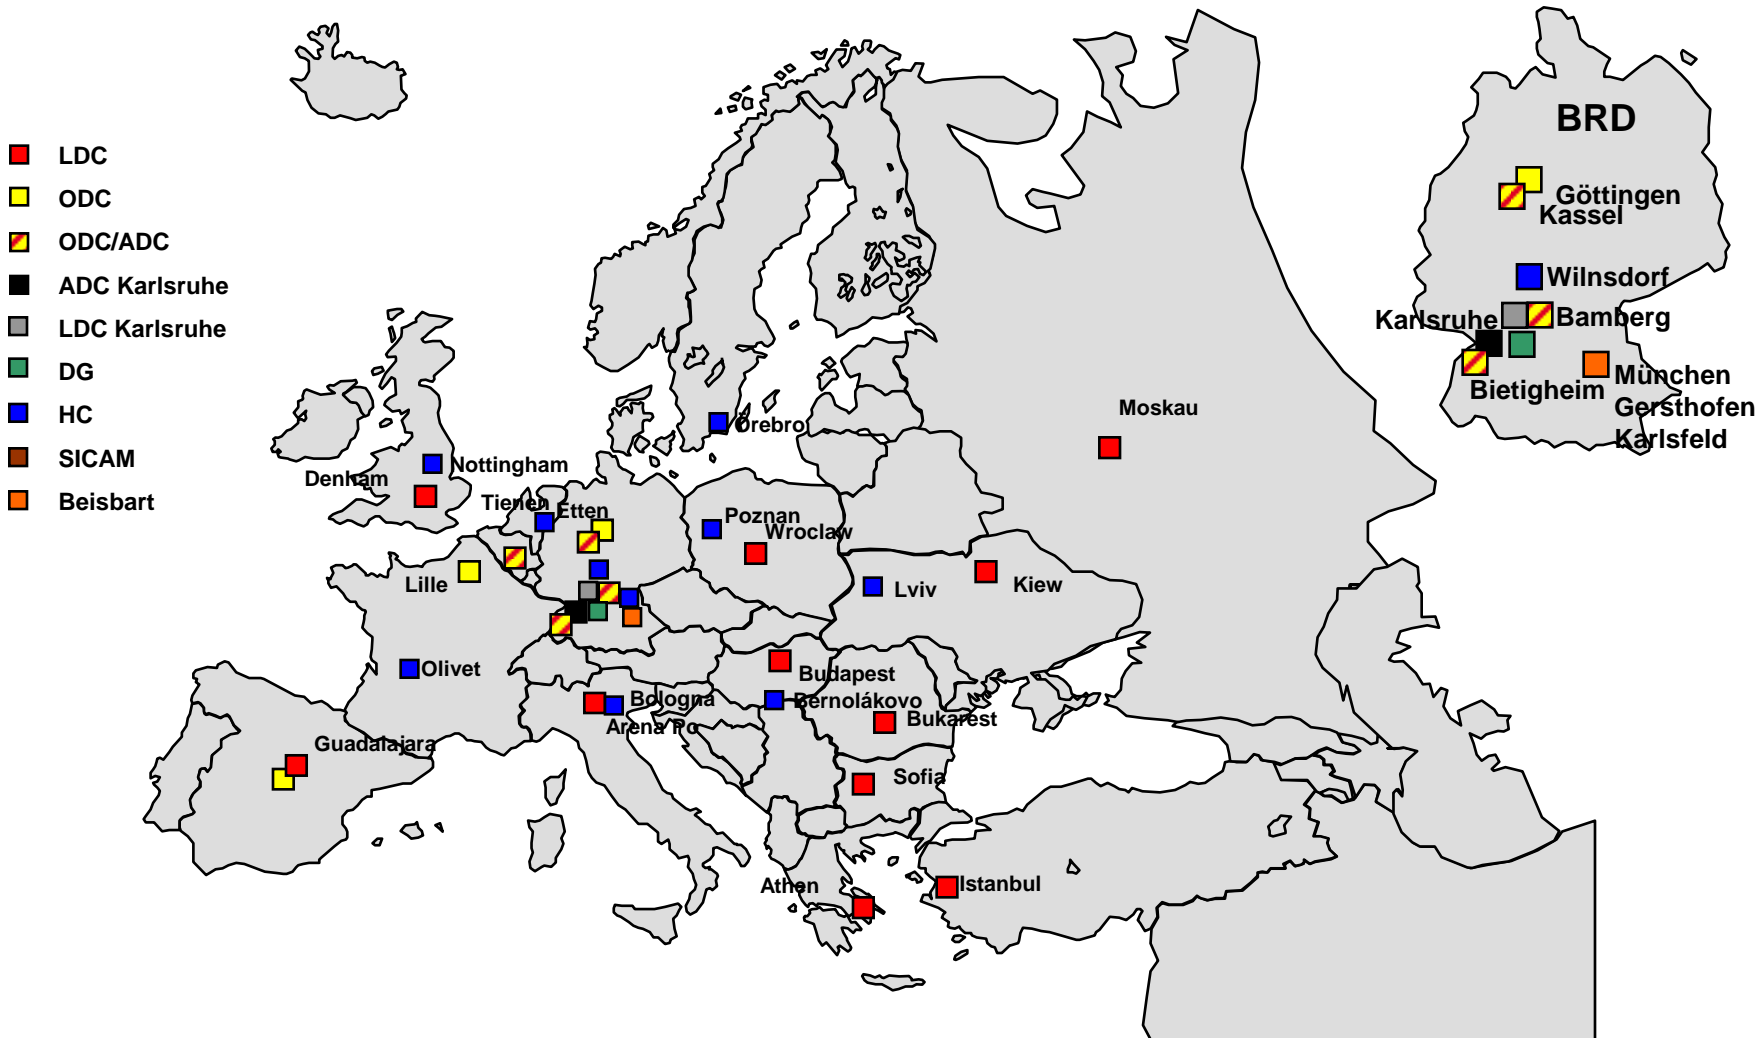 LDC
ODC
ODC/ADC
ADC Karlsruhe
LDC Karlsruhe
DG
HC
SICAM
Beisbart
BRD
Göttingen
Kassel
Wilnsdorf
Karlsruhe
Bamberg
Bietigheim
München
Gersthofen
Karlsfeld
Moskau
Örebro
Nottingham
Denham
Tienen
Etten
Poznan
Wroclaw
Lille
Lviv
Kiew
Olivet
Budapest
Bologna
Bernolákovo
Arena Po
Bukarest
Guadalajara
Sofia
Athen
Istanbul